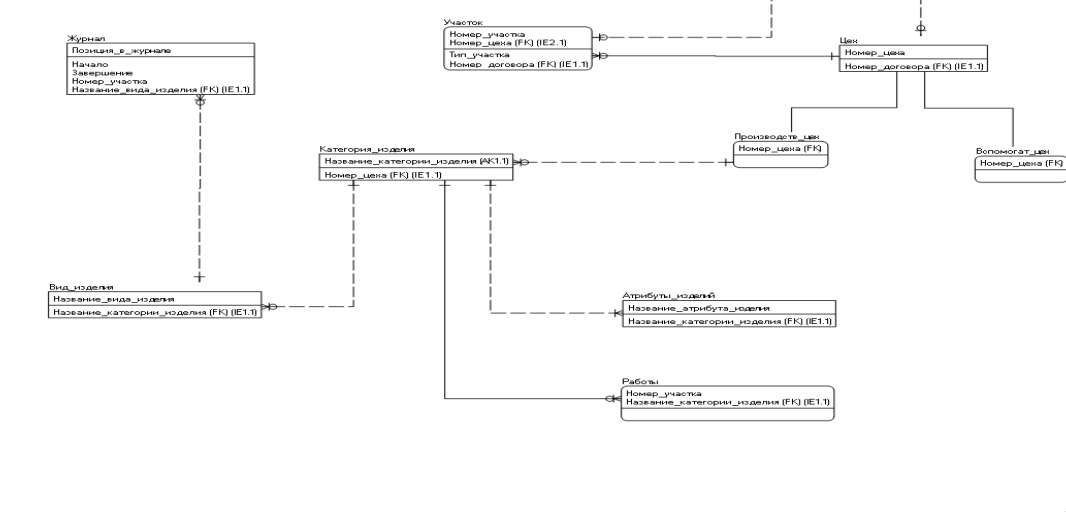 Участок
Номер_участка
Номер_цеха (FK) (IE2.1)
Тип_участка
Номер_договора (FK) (IE1.1)
Журнал
Позиция_в_журнале
Начало
Завершение
Номер_участка
Название_вида_изделия (FK) (IE1.1)
Цех
Номер_цеха
Номер_договора (FK) (IE1.1)
Производств_цех
Номер_цеха (FK)
Вспомогат_цех
Номер_цеха (FK)
Категория_изделия
Название_категории_изделия (AK1.1)
Номер_цеха (FK) (IE1.1)
Вид_изделия
Название_вида_изделия
Название_категории_изделия (FK) (IE1.1)
Атрибуты_изделий
Название_атрибута_изделия
Название_категории_изделия (FK) (IE1.1)
Работы
Номер_участка
Название_категории_изделия (FK) (IE1.1)